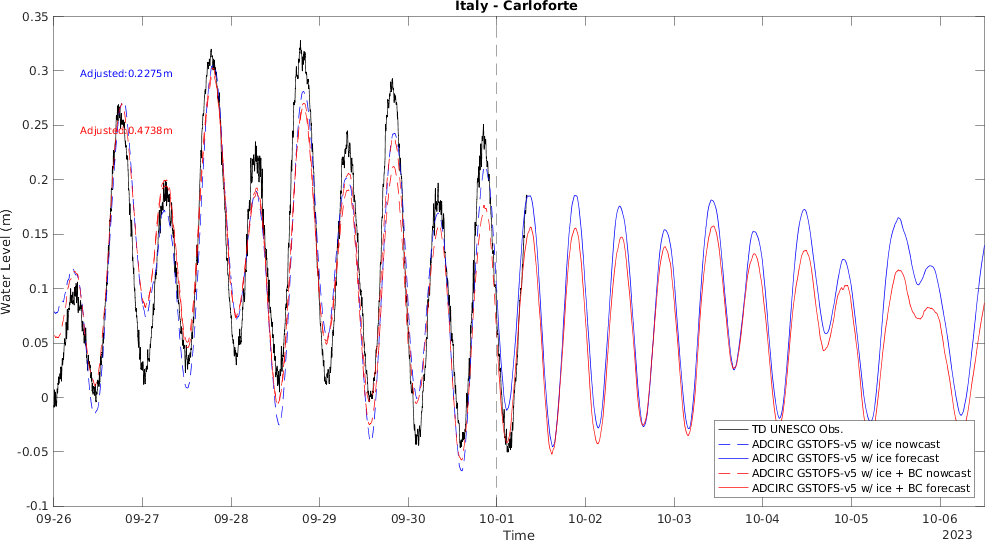 Italy - Carloforte
0.35
0.3
0.25
0.2
0.15
0.1
0.05
0
-0.05
-0.1
Water Level (m)
Adjusted:0.2275m
Adjusted:0.4738m
TD UNESCO Obs.
ADCIRC GSTOFS-v5 w/ ice nowcast
ADCIRC GSTOFS-v5 w/ ice forecast
ADCIRC GSTOFS-v5 w/ ice + BC nowcast
ADCIRC GSTOFS-v5 w/ ice + BC forecast
09-26 09-27 09-28 09-29 09-30 10-01 10-02 10-03 10-04 10-05 10-06
Time
2023